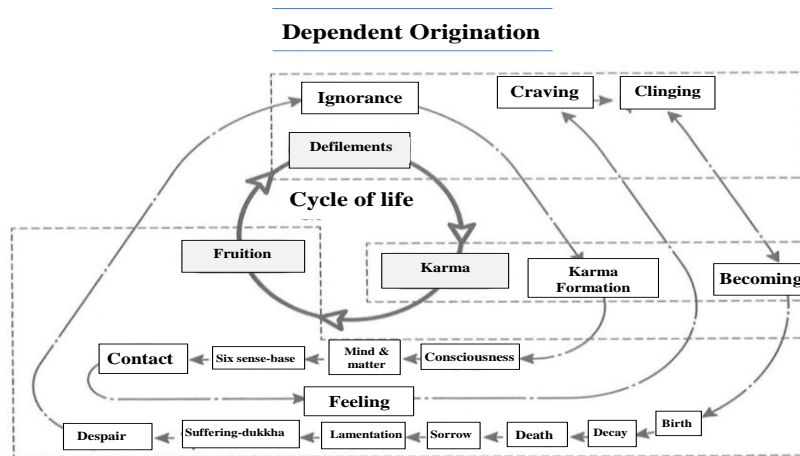 Dependent Origination
Ignorance
Craving
Clinging
Defilements
Cycle of life
Fruition
Karma
Karma
Formation
Becoming
Contact
Six sense-base
Mind &
matter
Consciousness
Feeling
Despair
Suffering-dukkha
Lamentation
Sorrow
Death
Decay
Birth